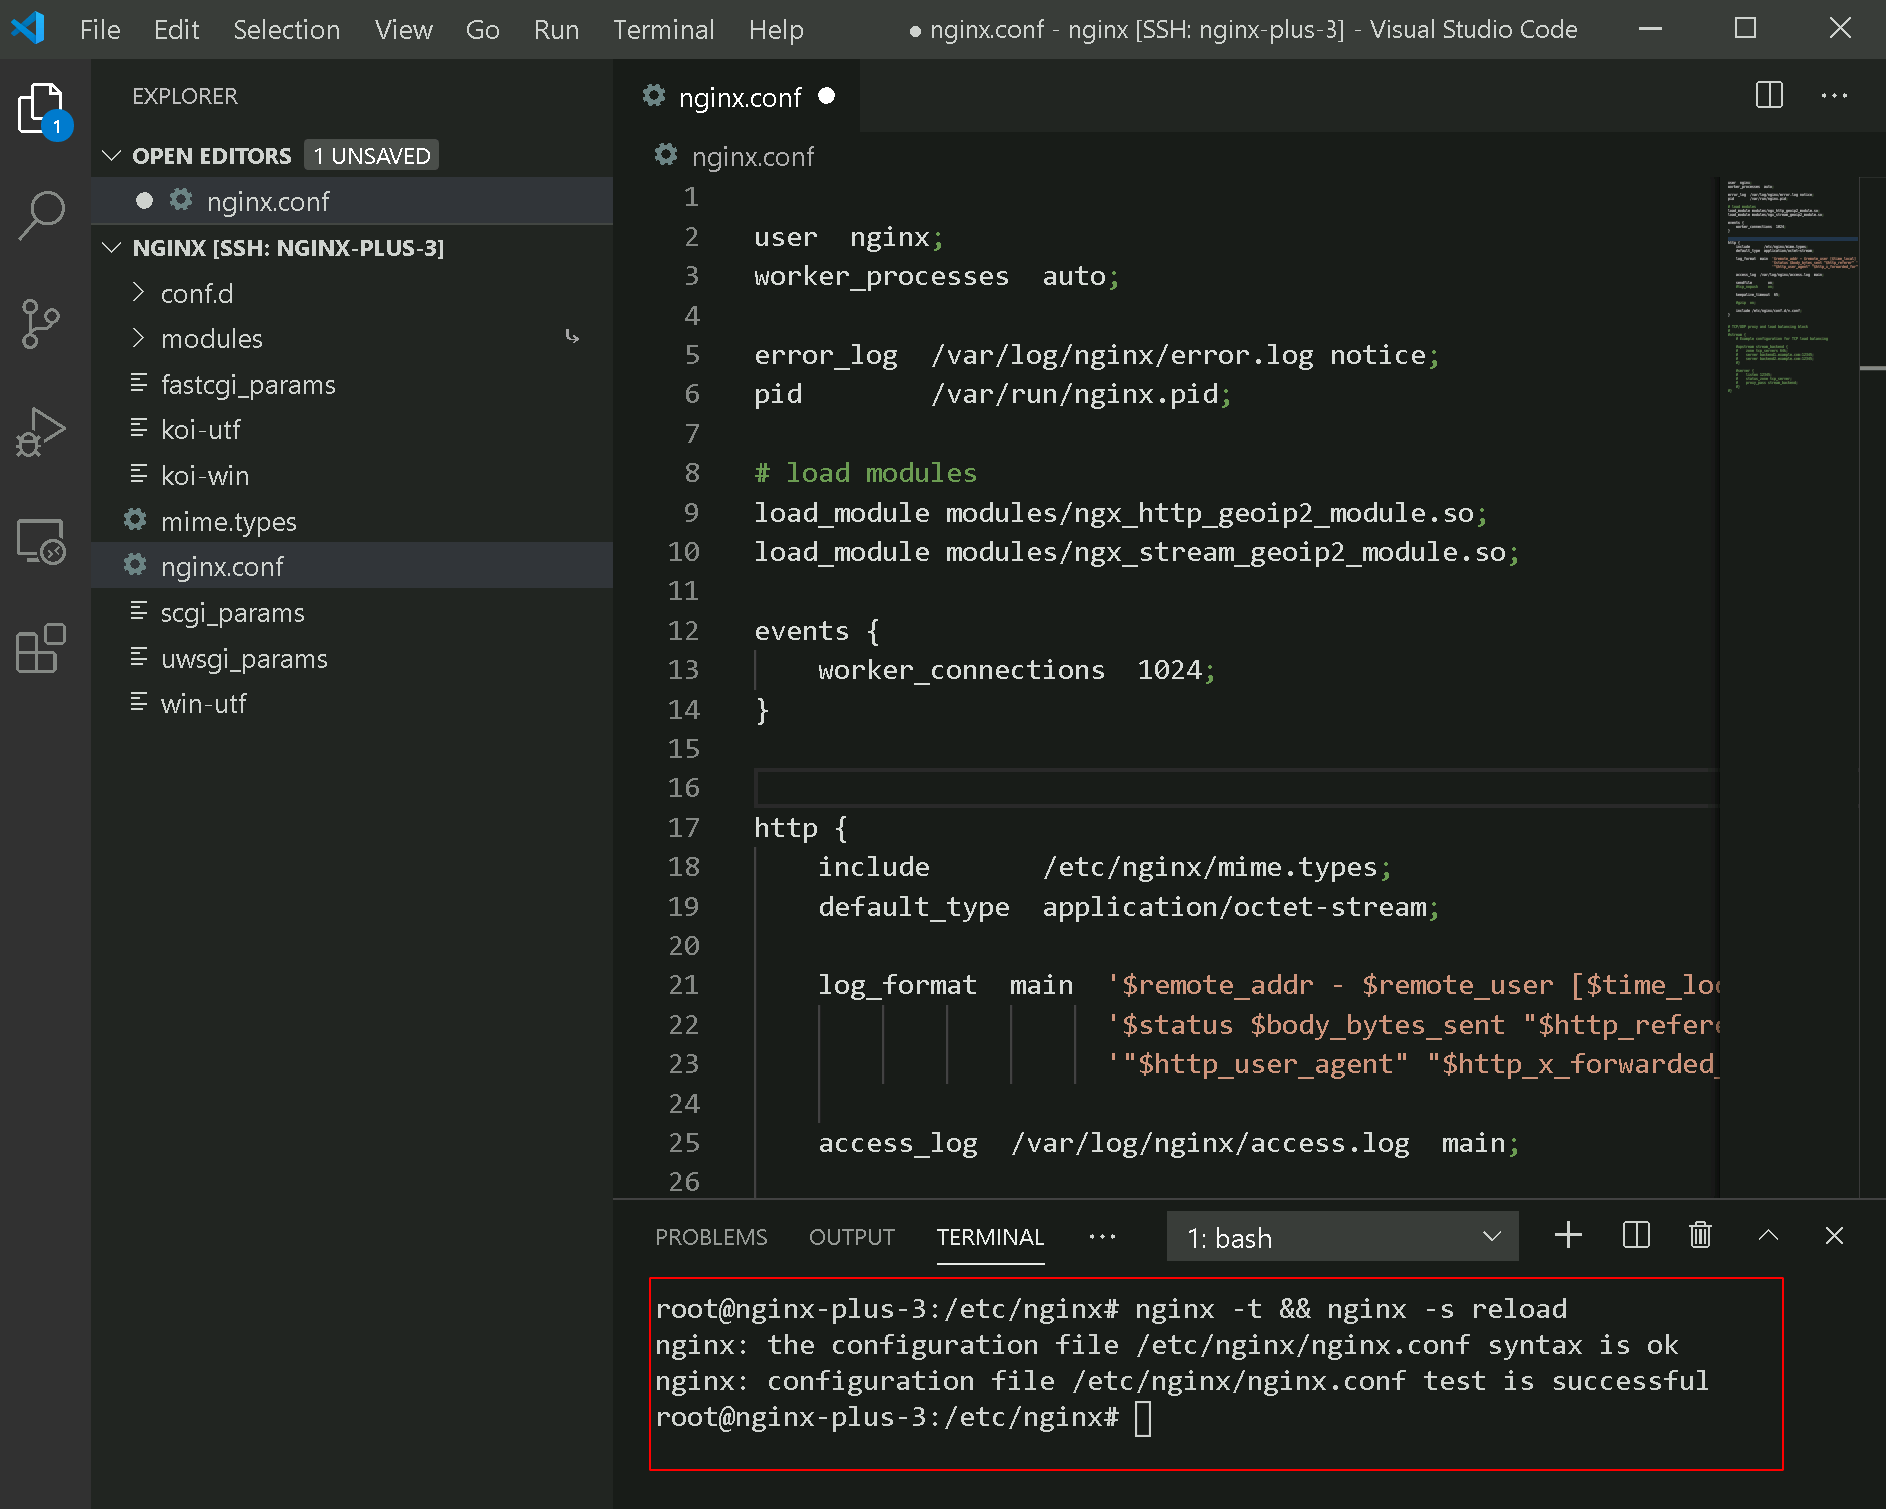 File Edit Selection View Go Run Terminal Help ● nginx.conf - nginx [SSH: nginx-plus-3] - Visual Studio Code
1
EXPLORER
OPEN EDITORS 1 UNSAVED
nginx.conf
NGINX [SSH: NGINX-PLUS-3]
conf.d
modules
fastcgi_params
koi-utf
koi-win
mime.types
nginx.conf
scgi_params
uwsgi_params
win-utf
nginx.conf
nginx.conf
1
2 user  nginx;
3 worker_processes  auto;
4
5 error_log  /var/log/nginx/error.log notice;
6 pid        /var/run/nginx.pid;
7
8 # load modules
9 load_module modules/ngx_http_geoip2_module.so;
10 load_module modules/ngx_stream_geoip2_module.so;
11
12 events {
13     worker_connections  1024;
14 }
15
16
17 http {
18     include       /etc/nginx/mime.types;
19     default_type  application/octet-stream;
20
21     log_format  main  '$remote_addr - $remote_user [$time_loc
22                       '$status $body_bytes_sent "$http_refere
23                       '"$http_user_agent" "$http_x_forwarded_
24
25     access_log  /var/log/nginx/access.log  main;
26
PROBLEMS OUTPUT TERMINAL ··· 1: bash
root@nginx-plus-3:/etc/nginx# nginx -t && nginx -s reload
nginx: the configuration file /etc/nginx/nginx.conf syntax is ok
nginx: configuration file /etc/nginx/nginx.conf test is successful
root@nginx-plus-3:/etc/nginx#